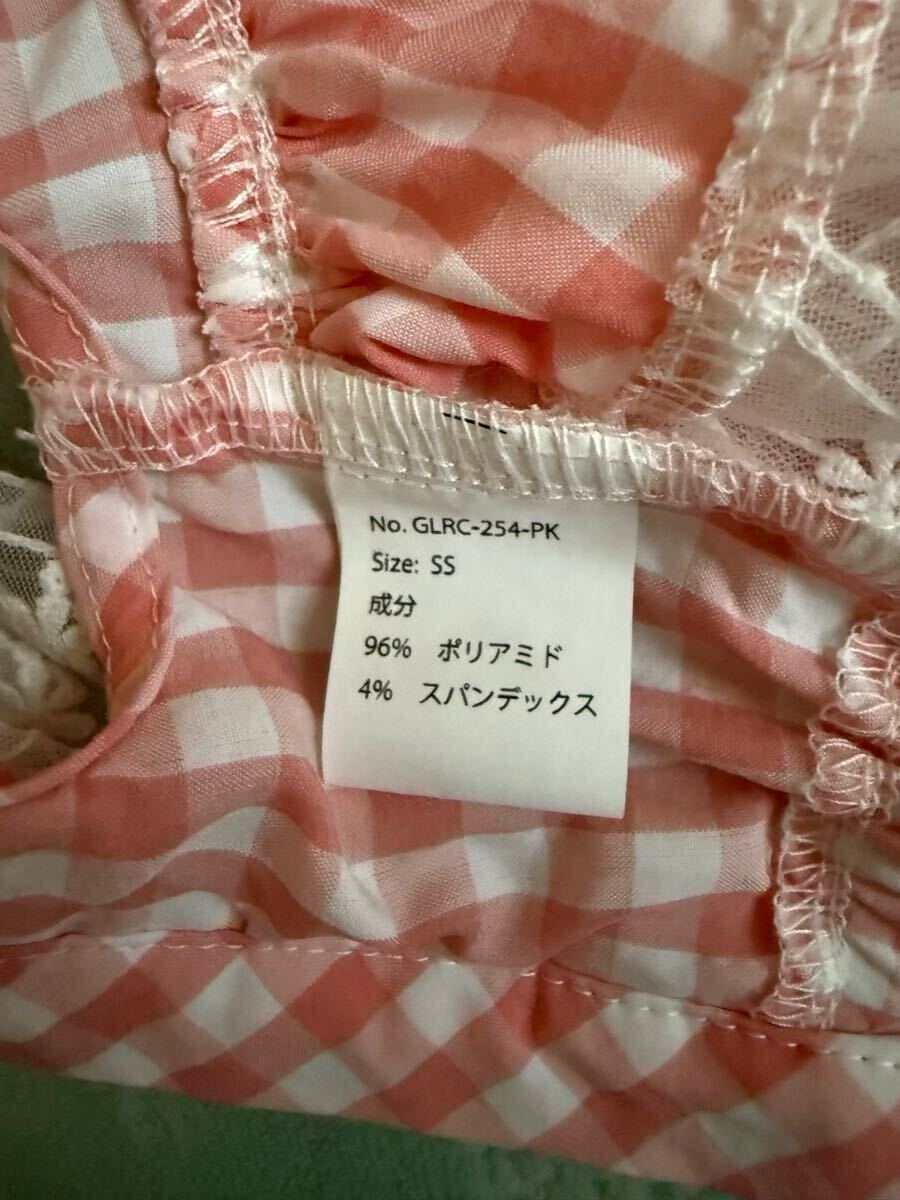 No. GLRC-254-PK
Size: SS
成分
96% ポリアミド
4% スパンデックス